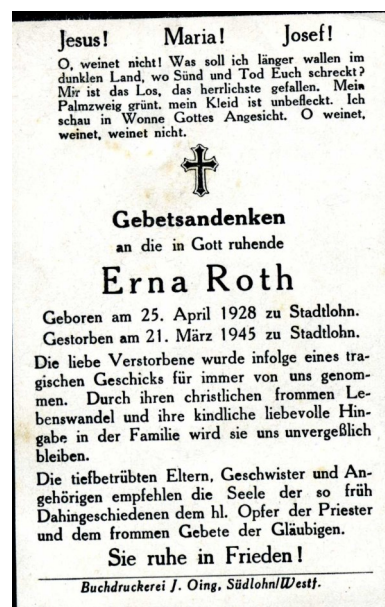 Jesus! Maria! Josef!
O, weinet nicht! Was soll ich länger wallen im
dunklen Land, wo Sünd und Tod Euch schreckt?
Mir ist das Los, das herrlichste gefallen. Mein
Palmzweig grünt. mein Kleid ist unbefleckt. Ich
schau in Wonne Gottes Angesicht. O weinet,
weinet, weinet nicht.
Gebetsandenken
an die in Gott ruhende
Erna Roth
Geboren am 25. April 1928 zu Stadtlohn.
Gestorben am 21. März 1945 zu Stadtlohn.
Die liebe Verstorbene wurde infolge eines tra-
gischen Geschicks für immer von uns genom-
men. Durch ihren christlichen frommen Le-
benswandel und ihre kindliche liebevolle Hin-
gabe in der Familie wird sie uns unvergeßlich
bleiben.
Die tiefbetrübten Eltern, Geschwister und An-
gehörigen empfehlen die Seele der so früh
Dahingeschiedenen dem hl. Opfer der Priester
und dem frommen Gebete der Gläubigen.
Sie ruhe in Frieden!
Buchdruckerei J. Oing, Südlohn/Westf.